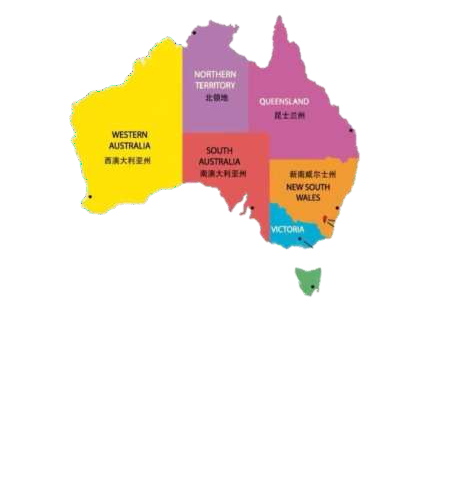 NORTHERN
TERRITORY
北领地
QUEENSLAND
昆士兰州
WESTERN
AUSTRALIA
西澳大利亚州
SOUTH
AUSTRALIA
南澳大利亚州
新南威尔士州
NEW SOUTH
WALES
VICTORIA